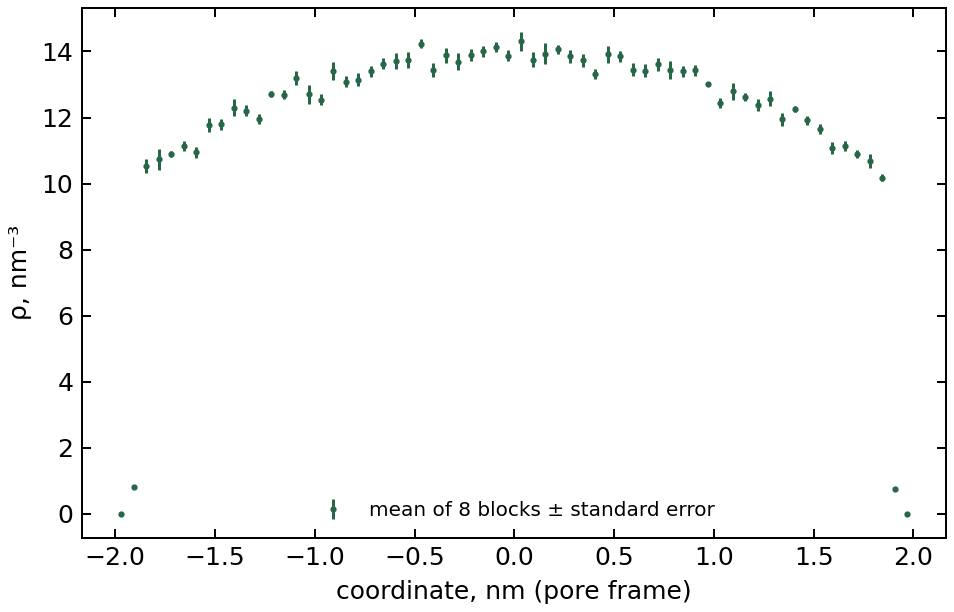 14
12
10
8
6
4
2
0
ρ, nm⁻³
mean of 8 blocks ± standard error
−2.0 −1.5 −1.0 −0.5 0.0 0.5 1.0 1.5 2.0
coordinate, nm (pore frame)